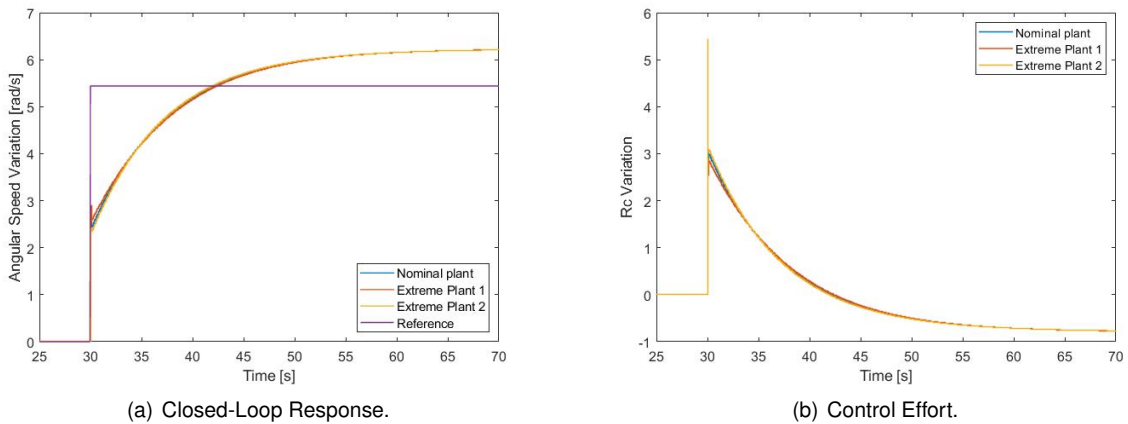 7
6
5
4
3
2
1
0
Angular Speed Variation [rad/s]
25 30 35 40 45 50 55 60 65 70
Time [s]
Nominal plant
Extreme Plant 1
Extreme Plant 2
Reference
(a) Closed-Loop Response.
6
5
4
3
2
1
0
-1
Rc Variation
25 30 35 40 45 50 55 60 65 70
Time [s]
Nominal plant
Extreme Plant 1
Extreme Plant 2
(b) Control Effort.